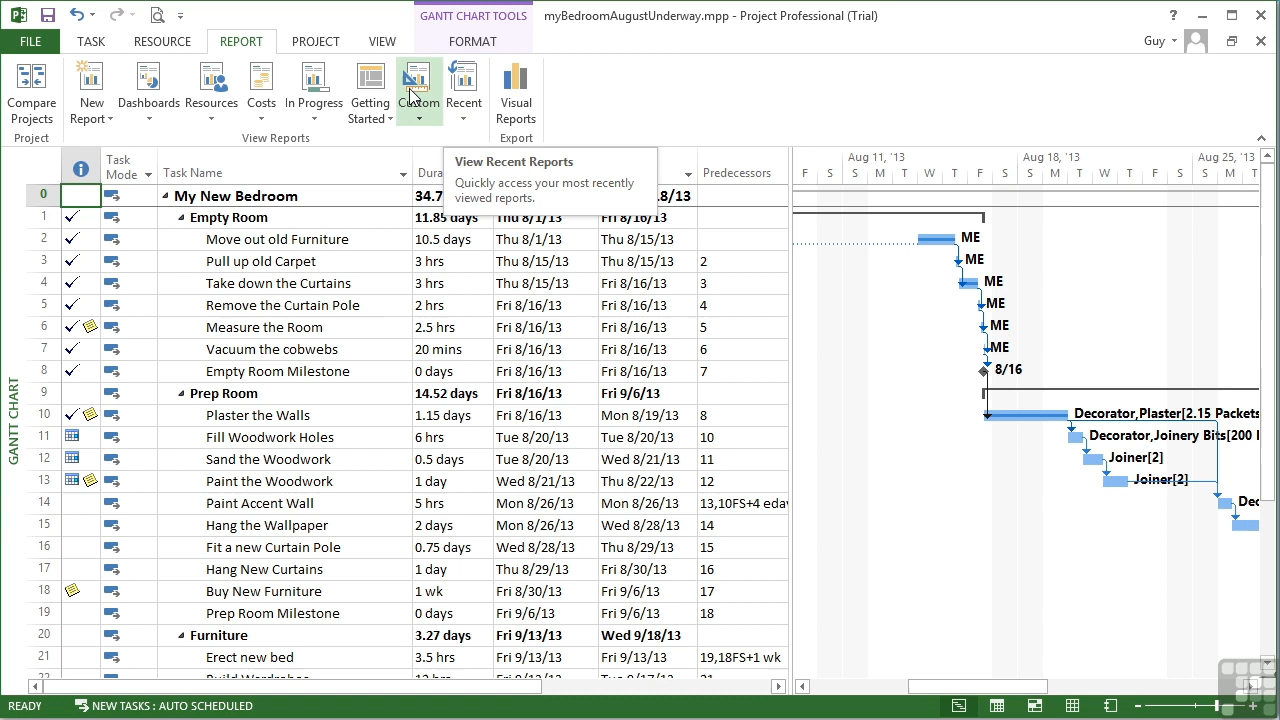 GANTT CHART TOOLS
myBedroomAugustUnderway.mpp - Project Professional (Trial)
?
FILE TASK RESOURCE REPORT PROJECT VIEW FORMAT
Guy
Compare Projects
New Report
Dashboards
Resources
Costs
In Progress
Getting Started
Custom
Recent
Visual Reports
Project
View Reports
Export
View Recent Reports
Quickly access your most recently
viewed reports.
Task Mode Task Name Dura Predecessors
Aug 11, '13 Aug 18, '13 Aug 25, '13
F S W S T M F T S W S T M F T S W S T M T
GANTT CHART
0 My New Bedroom 34.7 8/13
1 Empty Room 11.85 days Thu 8/1/13 Fri 8/16/13
2 Move out old Furniture 10.5 days Thu 8/1/13 Thu 8/15/13 ME
3 Pull up old Carpet 3 hrs Thu 8/15/13 Thu 8/15/13 2 ME
4 Take down the Curtains 3 hrs Thu 8/15/13 Fri 8/16/13 3 ME
5 Remove the Curtain Pole 2 hrs Fri 8/16/13 Fri 8/16/13 4 ME
6 Measure the Room 2.5 hrs Fri 8/16/13 Fri 8/16/13 5 ME
7 Vacuum the cobwebs 20 mins Fri 8/16/13 Fri 8/16/13 6 ME
8 Empty Room Milestone 0 days Fri 8/16/13 Fri 8/16/13 7 8/16
9 Prep Room 14.52 days Fri 8/16/13 Fri 9/6/13
10 Plaster the Walls 1.15 days Fri 8/16/13 Mon 8/19/13 8 Decorator,Plaster[2.15 Packets
11 Fill Woodwork Holes 6 hrs Tue 8/20/13 Tue 8/20/13 10 Decorator,Joinery Bits[200
12 Sand the Woodwork 0.5 days Tue 8/20/13 Wed 8/21/13 11 Joiner[2]
13 Paint the Woodwork 1 day Wed 8/21/13 Thu 8/22/13 12 Joiner[2]
14 Paint Accent Wall 5 hrs Mon 8/26/13 Mon 8/26/13 13,10FS+4 eday Dec
15 Hang the Wallpaper 2 days Mon 8/26/13 Wed 8/28/13 14
16 Fit a new Curtain Pole 0.75 days Wed 8/28/13 Thu 8/29/13 15
17 Hang New Curtains 1 day Thu 8/29/13 Fri 8/30/13 16
18 Buy New Furniture 1 wk Fri 8/30/13 Fri 9/6/13 17
19 Prep Room Milestone 0 days Fri 9/6/13 Fri 9/6/13 18
20 Furniture 3.27 days Fri 9/13/13 Wed 9/18/13
21 Erect new bed 3.5 hrs Fri 9/13/13 Fri 9/13/13 19,18FS+1 wk
22 Build Wardrobes 12 hrs Fri 9/13/13 Tue 9/17/13 21
READY NEW TASKS : AUTO SCHEDULED